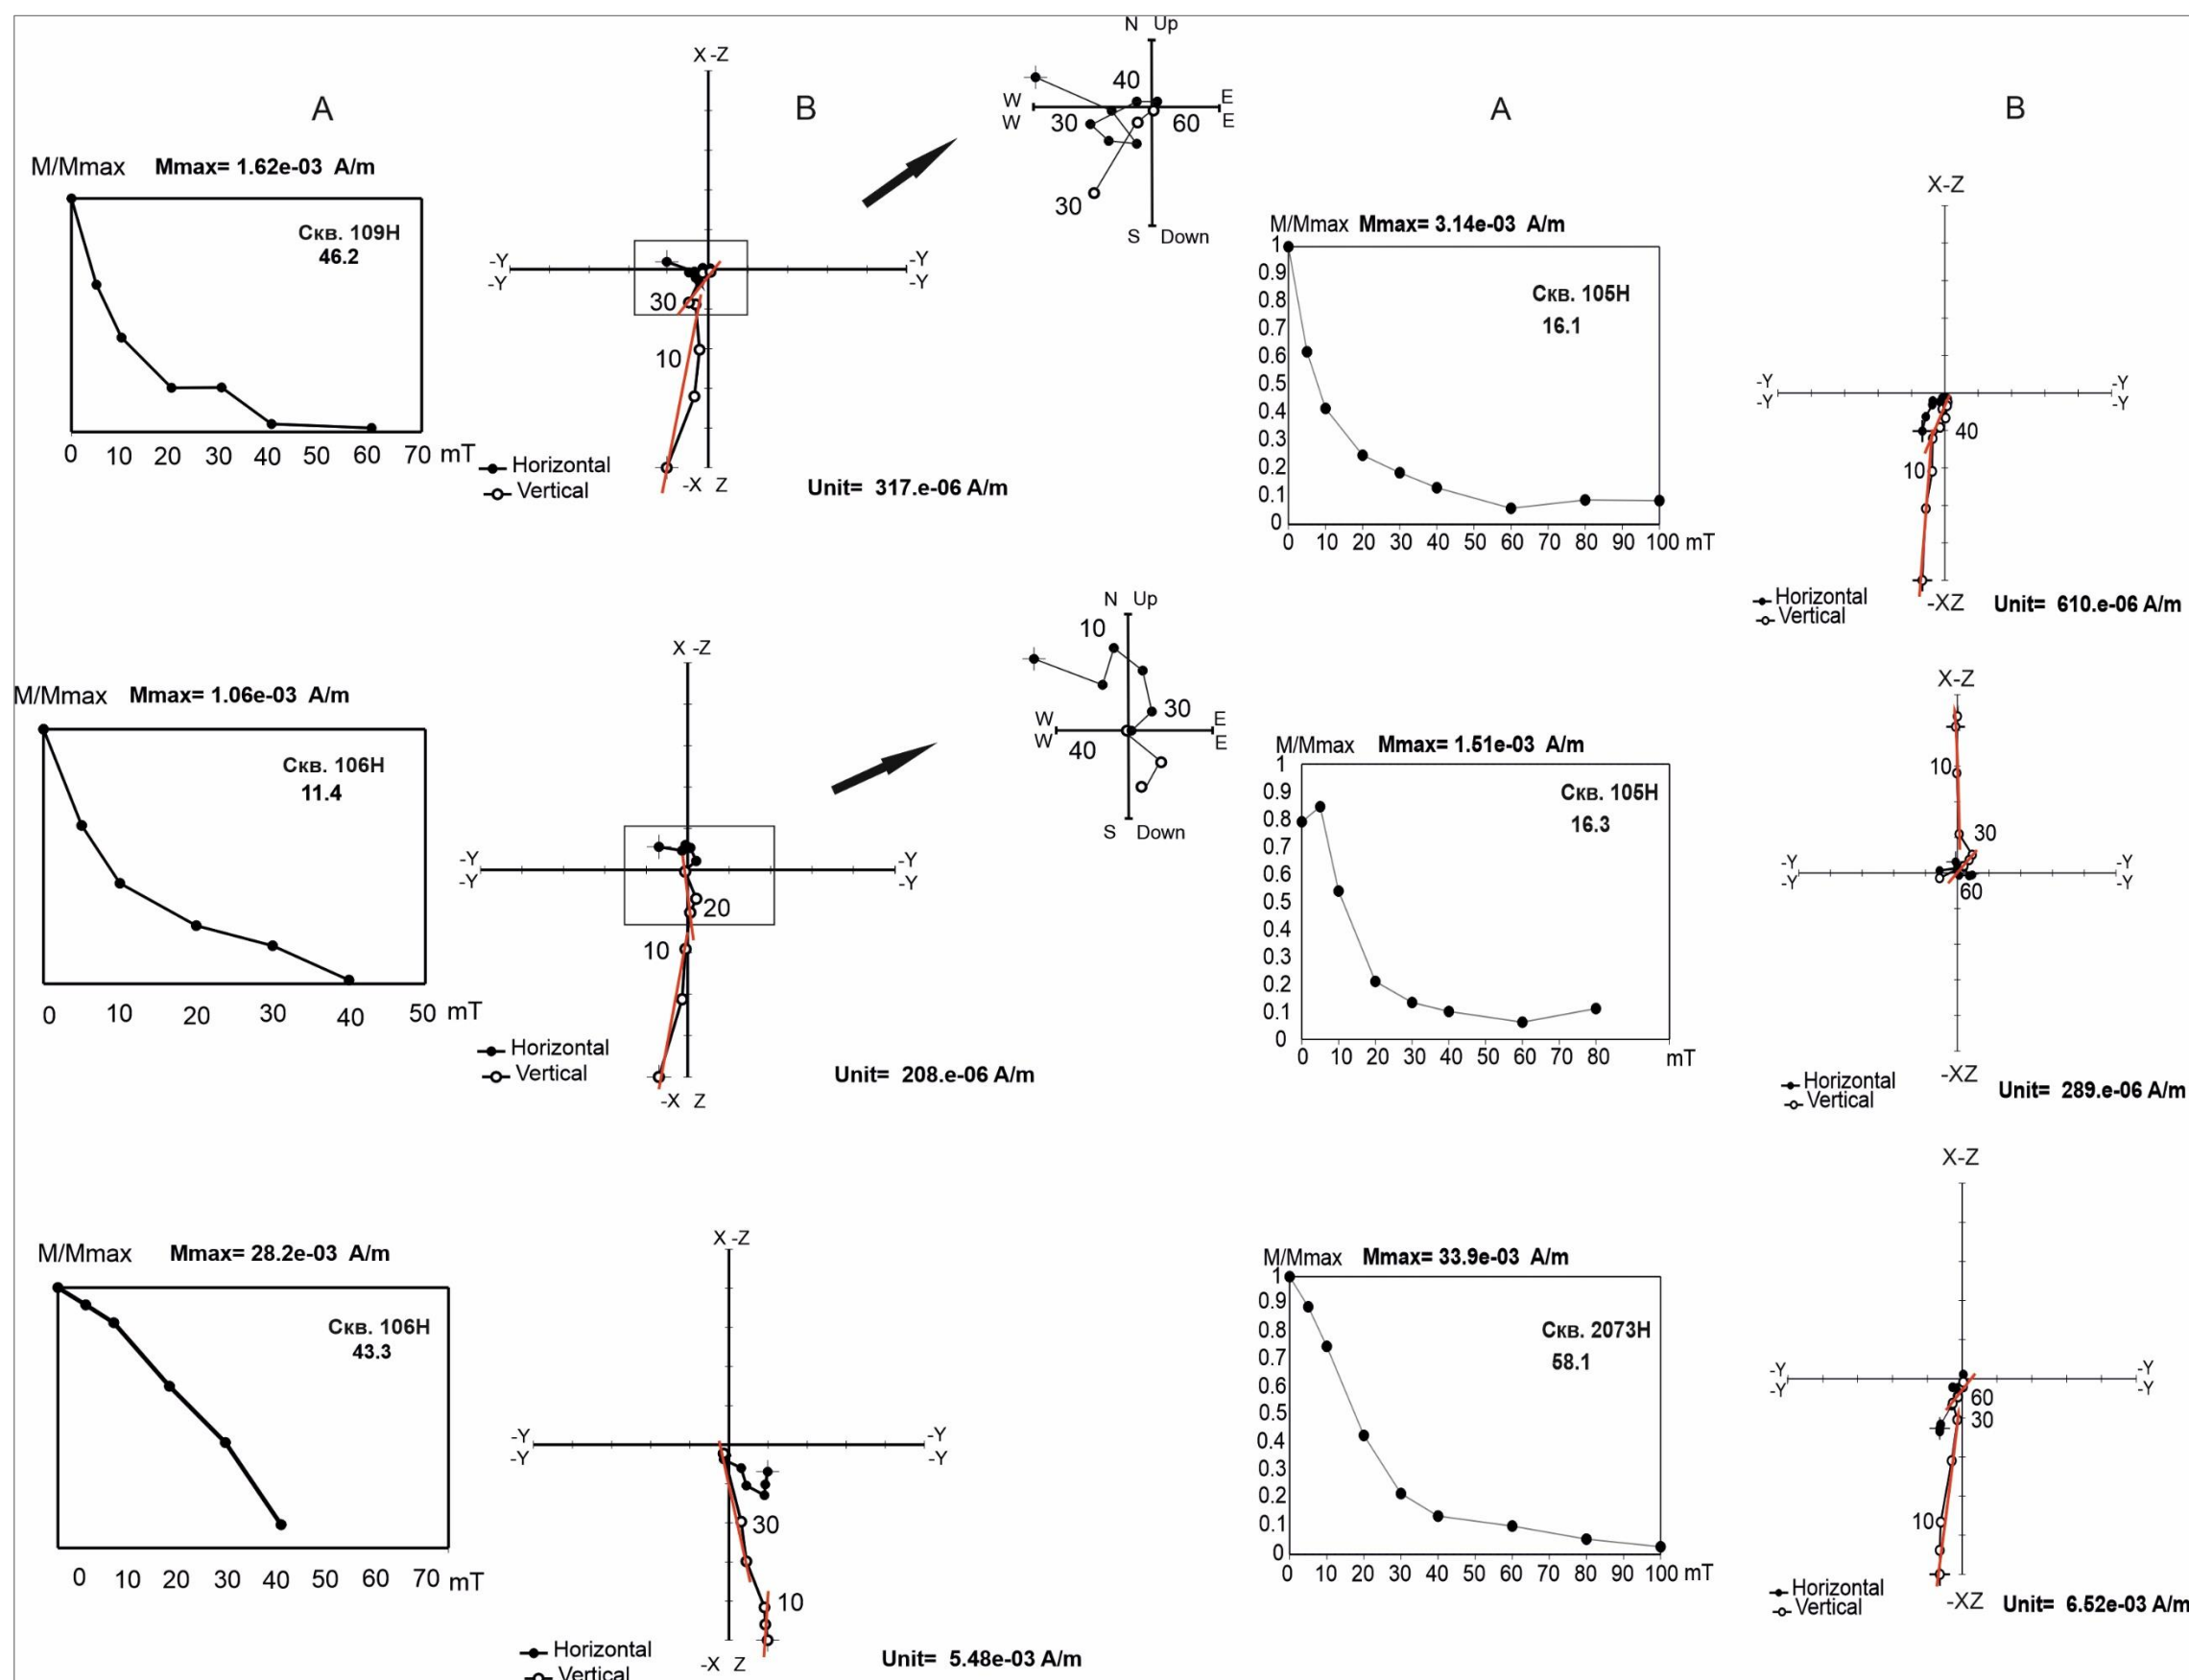 A
B
M/Mmax Mmax= 1.62e-03 A/m
Скв. 109Н
46.2
0 10 20 30 40 50 60 70 mT
X -Z
-Y -Y
-Y -Y
30
10
-X Z
Horizontal
Vertical
Unit= 317.e-06 A/m
N Up
40
W E
W 30 60 E
30
S Down
A
B
M/Mmax Mmax= 3.14e-03 A/m
1
0.9
0.8
0.7
0.6
0.5
0.4
0.3
0.2
0.1
0
Скв. 105Н
16.1
0 10 20 30 40 50 60 70 80 90 100 mT
X-Z
-Y -Y
-Y -Y
40
10
-XZ
Horizontal
Vertical
Unit= 610.e-06 A/m
M/Mmax Mmax= 1.06e-03 A/m
Скв. 106Н
11.4
0 10 20 30 40 50 mT
X -Z
-Y -Y
-Y -Y
20
10
-X Z
Horizontal
Vertical
Unit= 208.e-06 A/m
N Up
10
30
W E
W 40 E
S Down
M/Mmax Mmax= 1.51e-03 A/m
1
0.9
0.8
0.7
0.6
0.5
0.4
0.3
0.2
0.1
0
Скв. 105Н
16.3
0 10 20 30 40 50 60 70 80 mT
X-Z
10
30
-Y -Y
-Y -Y
60
-XZ
Horizontal
Vertical
Unit= 289.e-06 A/m
M/Mmax Mmax= 28.2e-03 A/m
Скв. 106Н
43.3
0 10 20 30 40 50 60 70 mT
X -Z
-Y -Y
-Y -Y
30
10
-X Z
Horizontal
Vertical
Unit= 5.48e-03 A/m
M/Mmax Mmax= 33.9e-03 A/m
1
0.9
0.8
0.7
0.6
0.5
0.4
0.3
0.2
0.1
0
Скв. 2073Н
58.1
0 10 20 30 40 50 60 70 80 90 100 mT
X-Z
-Y -Y
-Y -Y
60
30
10
-XZ
Horizontal
Vertical
Unit= 6.52e-03 A/m